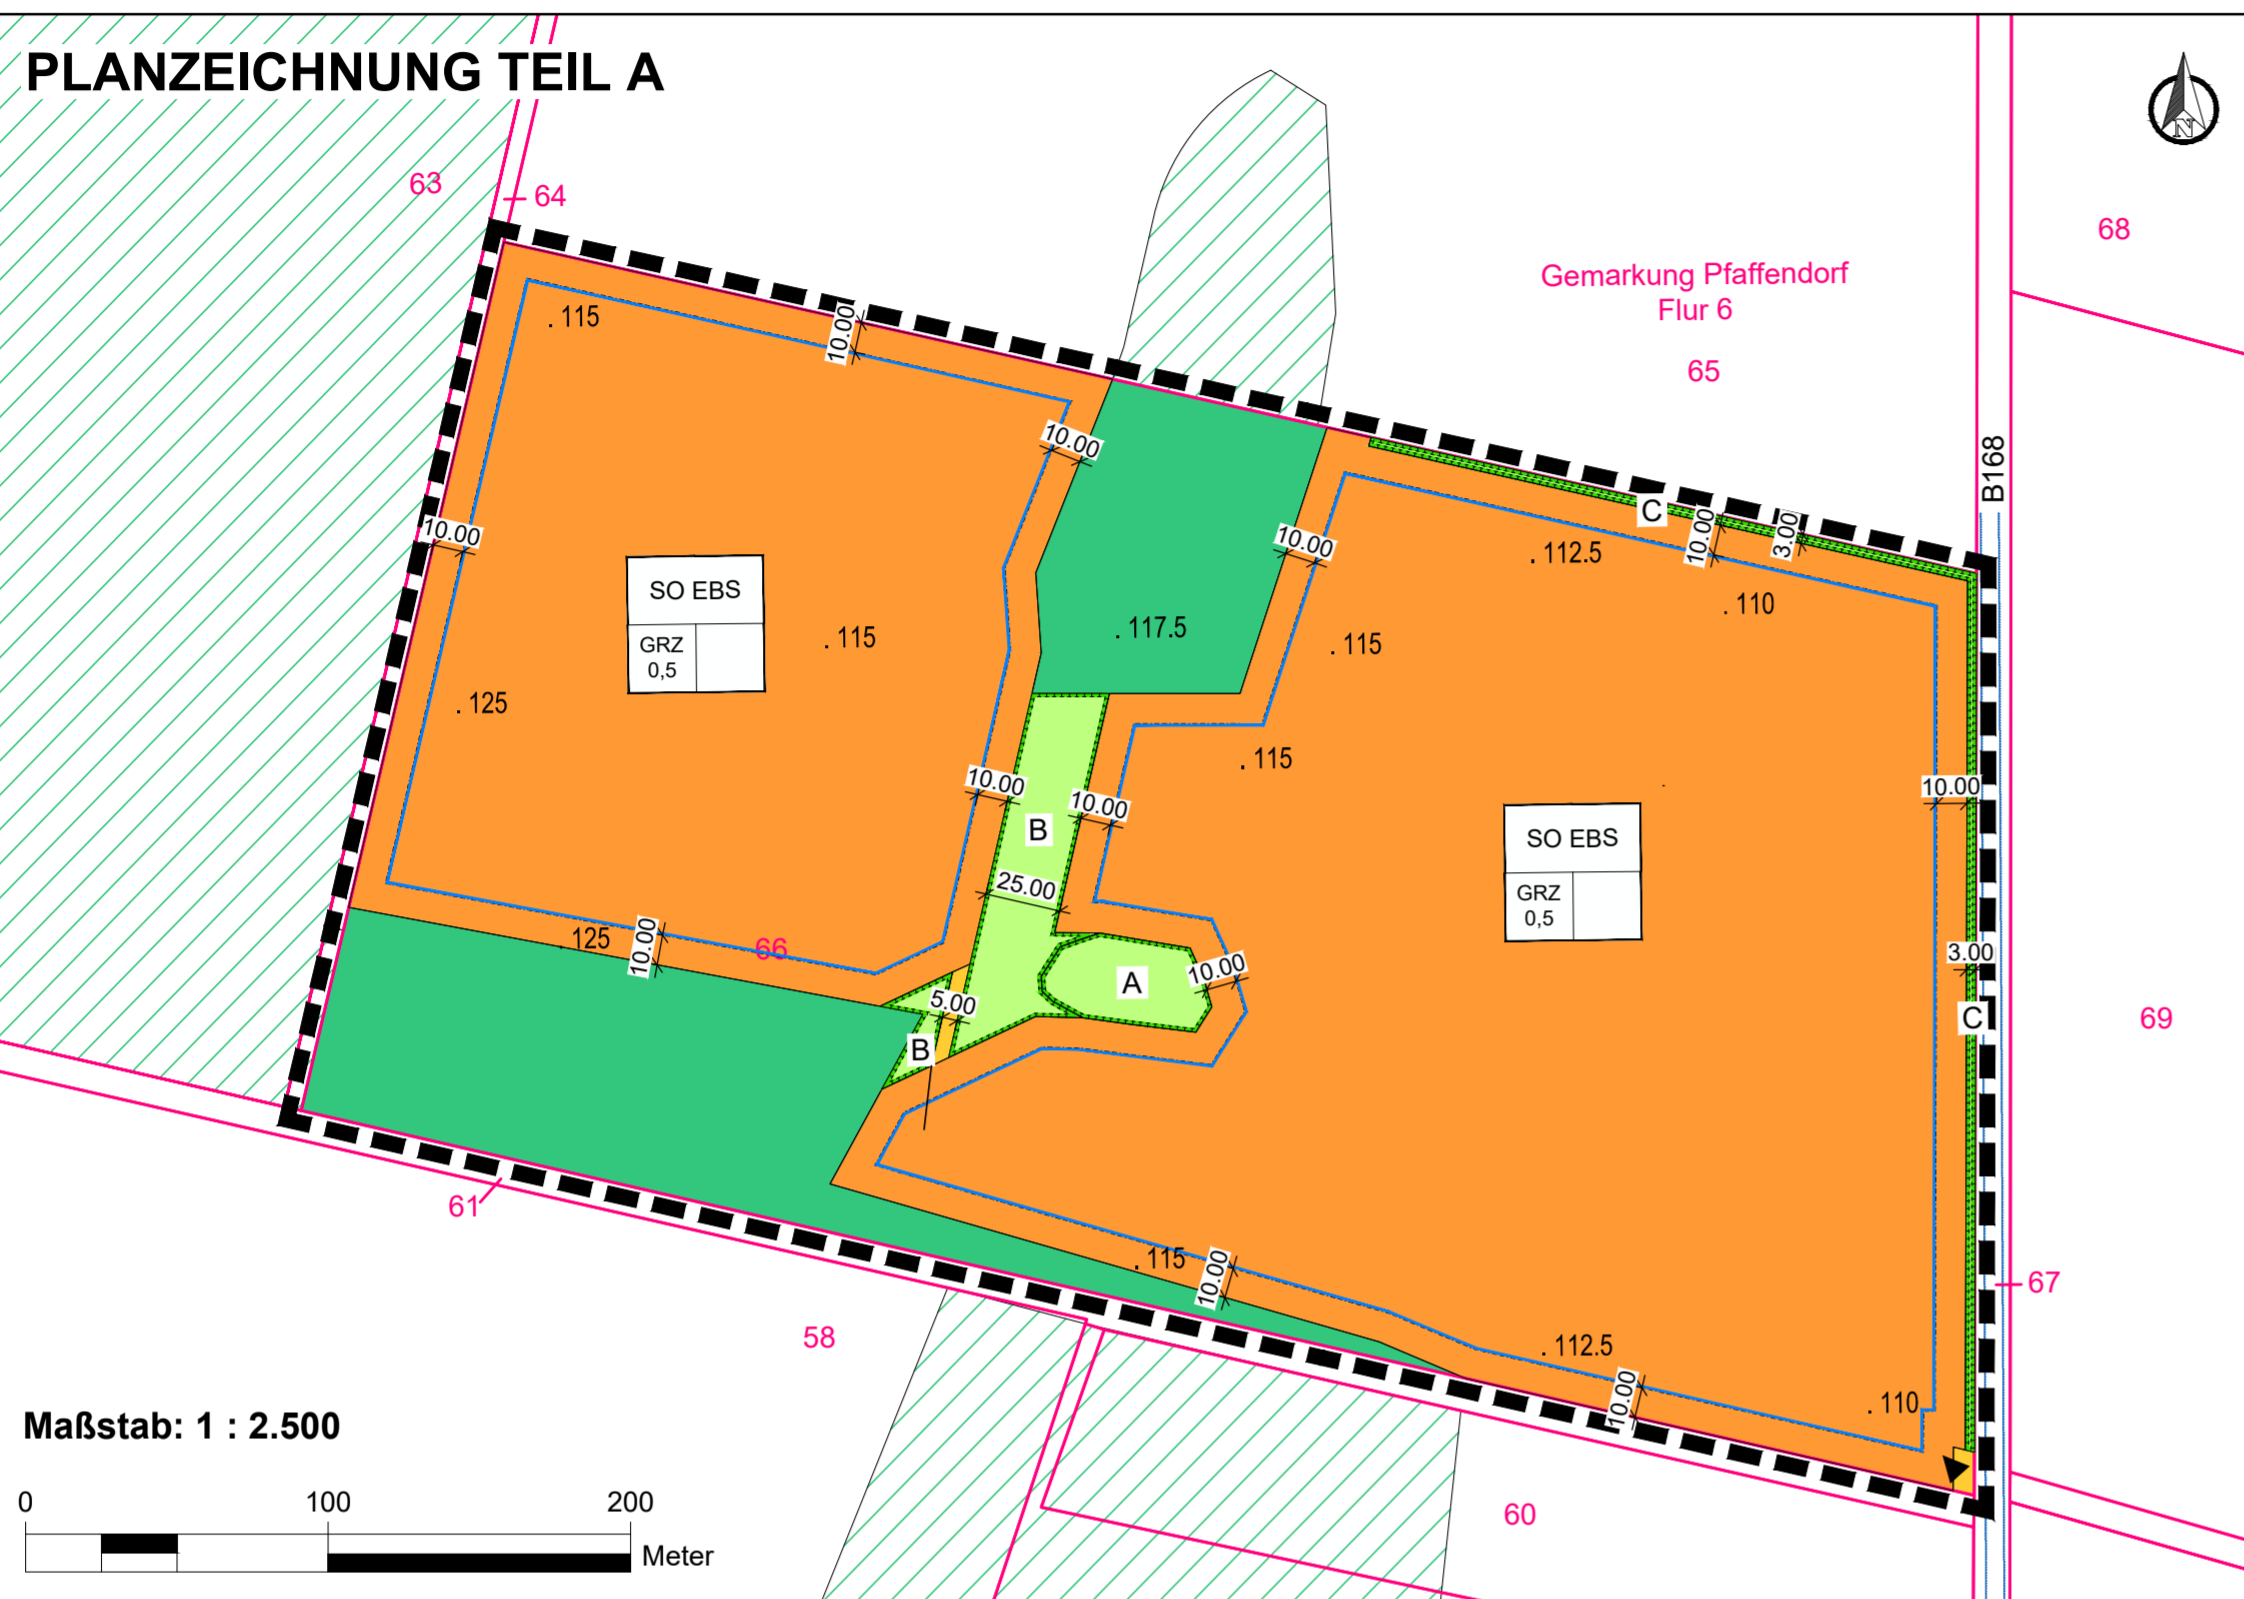 PLANZEICHNUNG TEIL A
63
64
N
68
Gemarkung Pfaffendorf
Flur 6
65
B168
. 115
10.00
10.00
10.00
10.00
C
10.00
3.00
. 112.5
. 110
SO EBS
GRZ
0,5
. 115
. 117.5
. 115
. 125
. 115
10.00
10.00
10.00
B
25.00
SO EBS
GRZ
0,5
. 125
10.00
66
A
10.00
3.00
C
69
5.00
B
61
. 115
10.00
67
58
. 112.5
10.00
. 110
60
Maßstab: 1 : 2.500
0 100 200
Meter